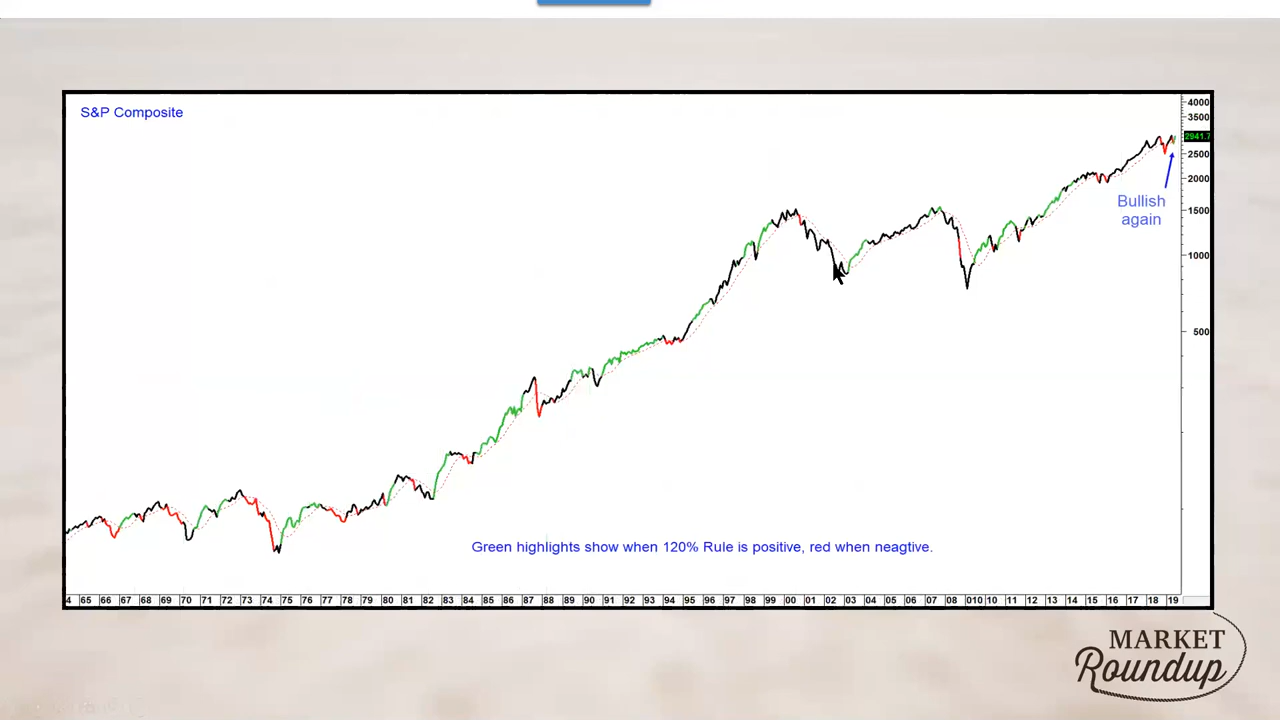 S&P Composite
4000
3500
2941.7
2500
2000
Bullish
again
1500
1000
500
Green highlights show when 120% Rule is positive, red when neagtive.
4 65 66 67 68 69 70 71 72 73 74 75 76 77 78 79 80 81 82 83 84 85 86 87 88 89 90 91 92 93 94 95 96 97 98 99 00 01 02 03 04 05 06 07 08 010 10 11 12 13 14 15 16 17 18 19
MARKET
Roundup